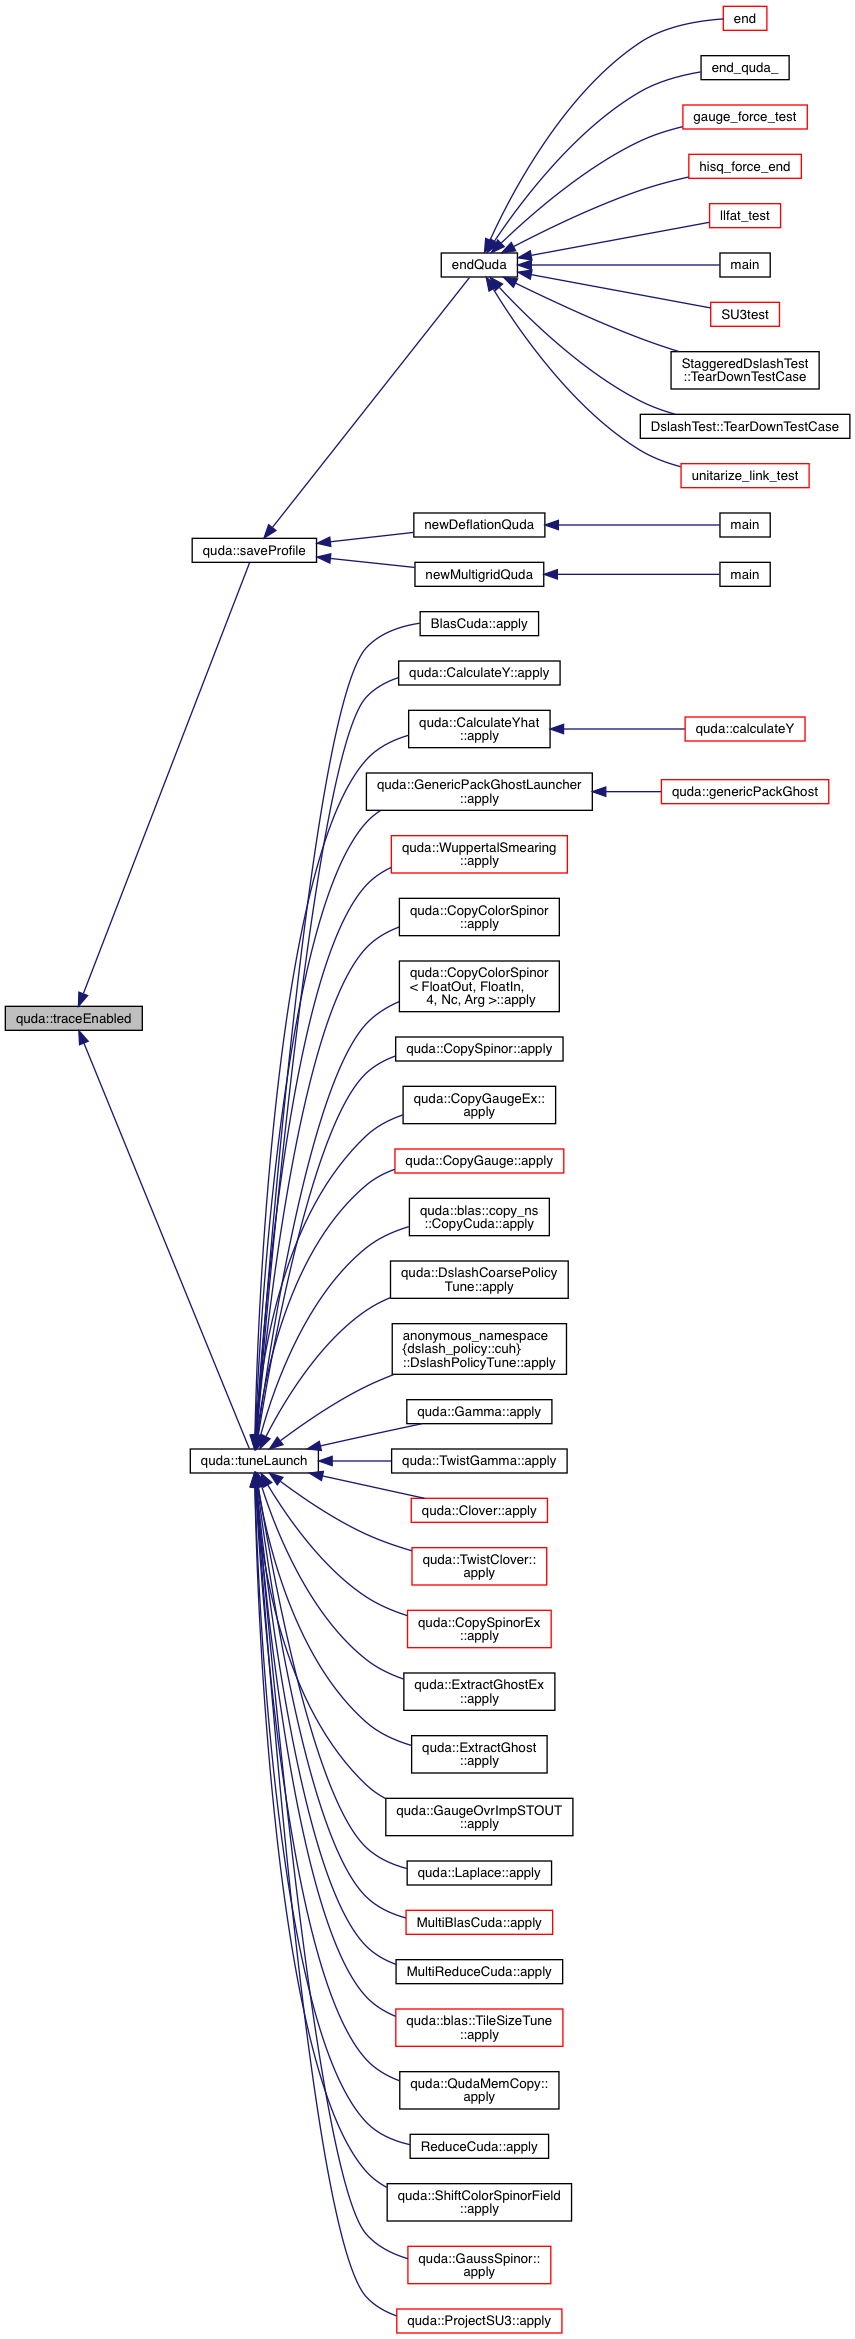 end
end_quda_
gauge_force_test
hisq_force_end
llfat_test
endQuda
main
SU3test
StaggeredDslashTest
::TearDownTestCase
DslashTest::TearDownTestCase
unitarize_link_test
newDeflationQuda
main
quda::saveProfile
newMultigridQuda
main
BlasCuda::apply
quda::CalculateY::apply
quda::CalculateYhat
::apply
quda::calculateY
quda::GenericPackGhostLauncher
::apply
quda::genericPackGhost
quda::WuppertalSmearing
::apply
quda::CopyColorSpinor
::apply
quda::CopyColorSpinor
< FloatOut, FloatIn,
4, Nc, Arg >::apply
quda::traceEnabled
quda::CopySpinor::apply
quda::CopyGaugeEx::
apply
quda::CopyGauge::apply
quda::blas::copy_ns
::CopyCuda::apply
quda::DslashCoarsePolicy
Tune::apply
anonymous_namespace
{dslash_policy::cuh}
::DslashPolicyTune::apply
quda::Gamma::apply
quda::tuneLaunch
quda::TwistGamma::apply
quda::Clover::apply
quda::TwistClover::
apply
quda::CopySpinorEx
::apply
quda::ExtractGhostEx
::apply
quda::ExtractGhost
::apply
quda::GaugeOvrImpSTOUT
::apply
quda::Laplace::apply
MultiBlasCuda::apply
MultiReduceCuda::apply
quda::blas::TileSizeTune
::apply
quda::QudaMemCopy::
apply
ReduceCuda::apply
quda::ShiftColorSpinorField
::apply
quda::GaussSpinor::
apply
quda::ProjectSU3::apply